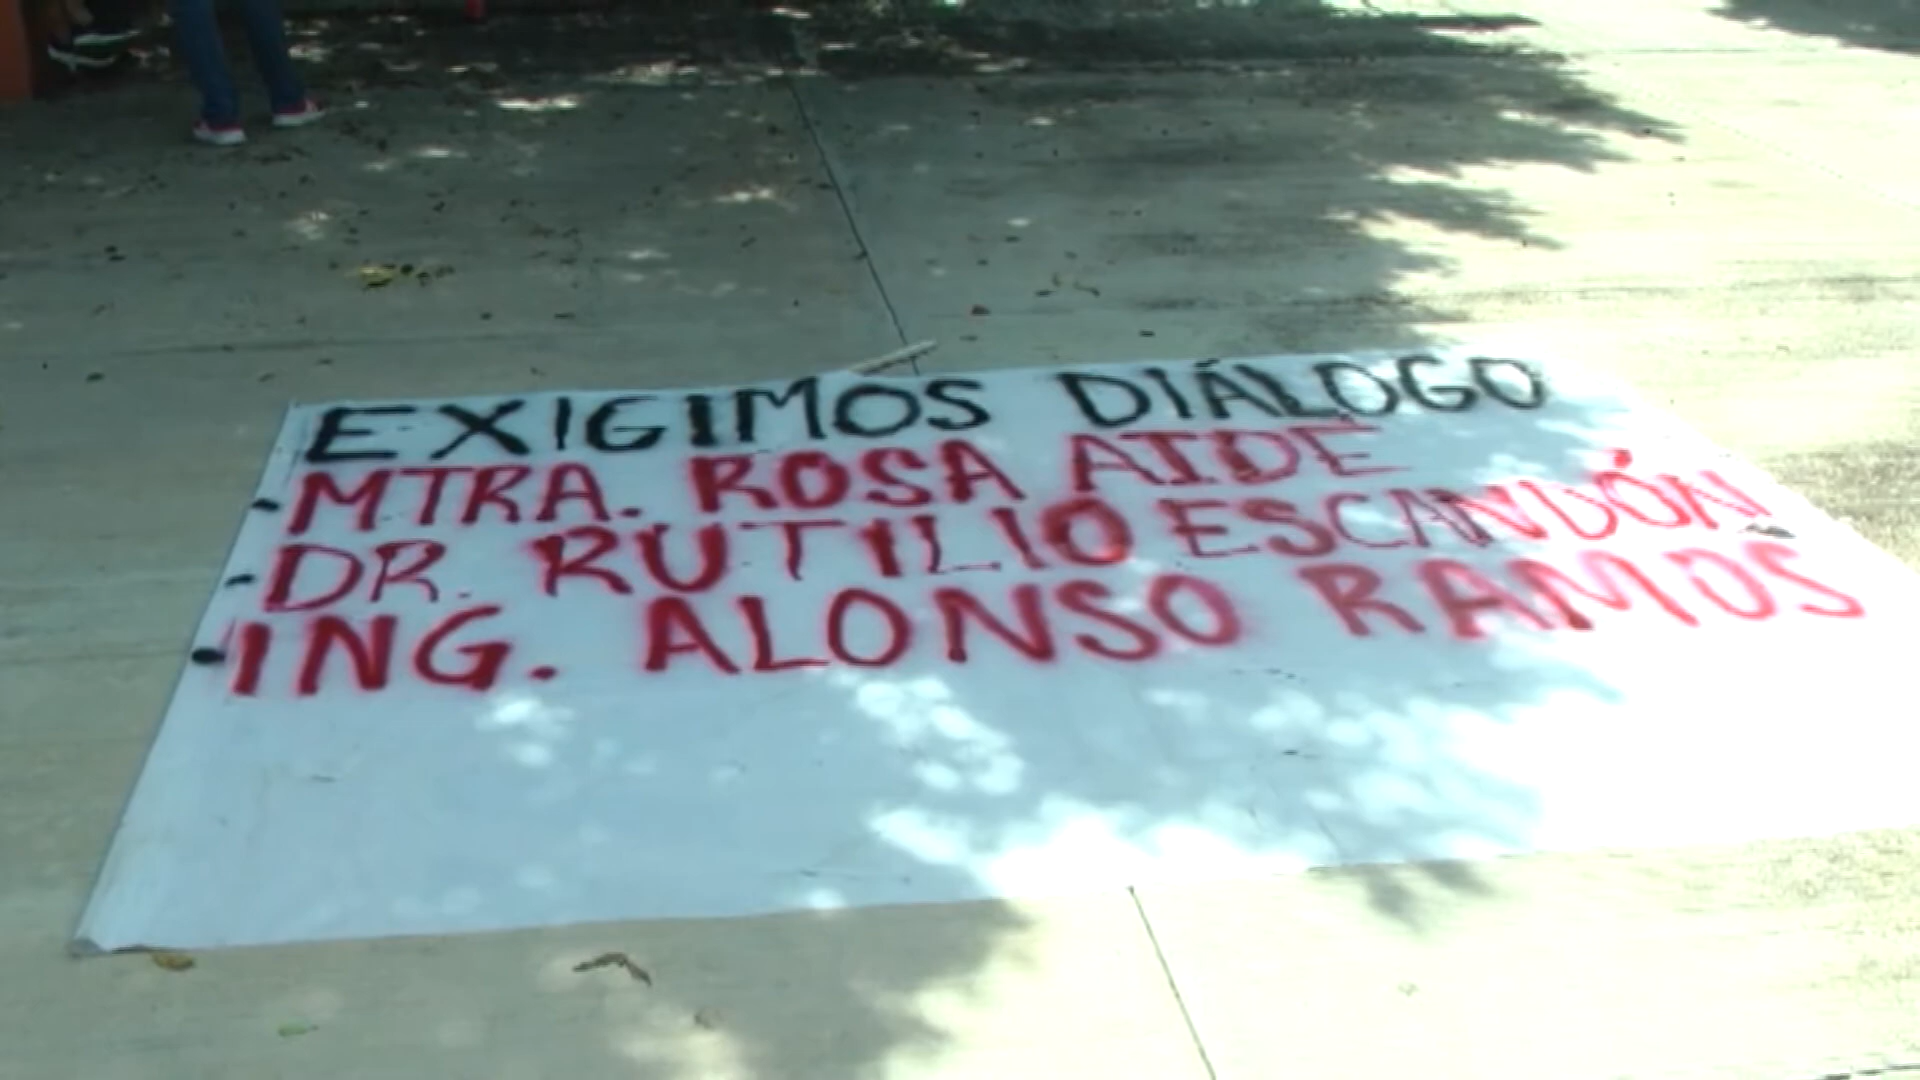 EXIGIMOS DIÁLOGO
• MTRA. ROSA AIDE
• DR. RUTILIO ESCANDÓN
• ING. ALONSO RAMOS